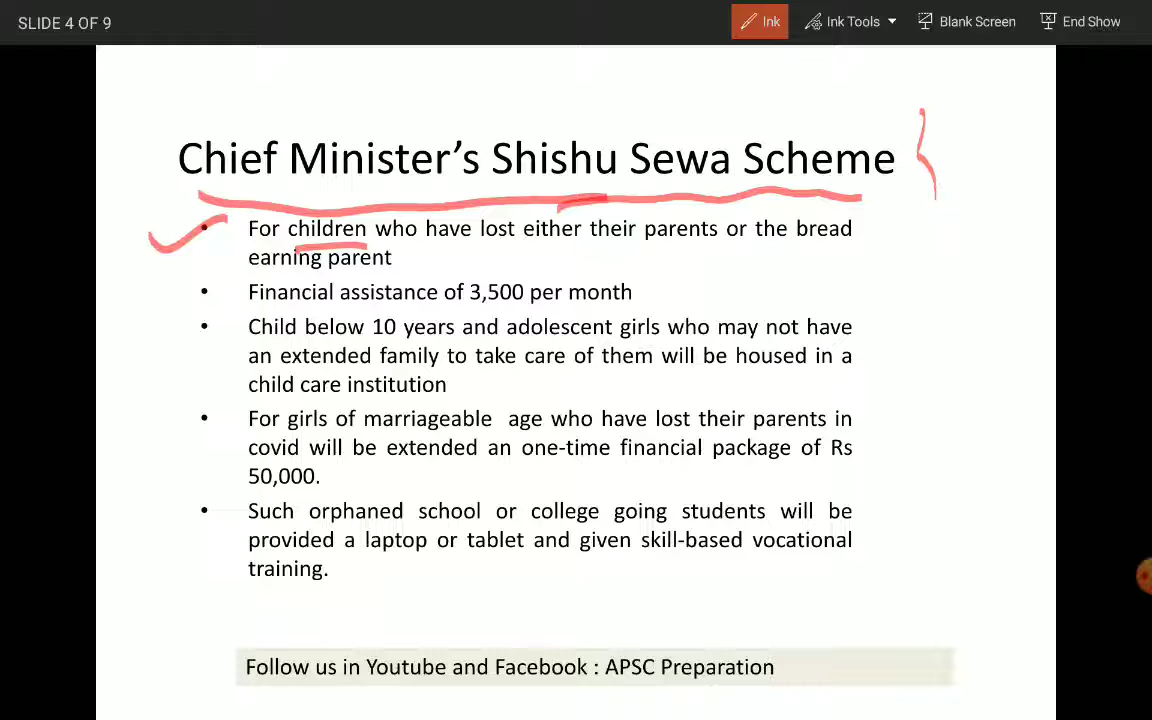 SLIDE 4 OF 9
Ink
Ink Tools
Blank Screen
End Show
Chief Minister's Shishu Sewa Scheme
• For children who have lost either their parents or the bread
earning parent
• Financial assistance of 3,500 per month
• Child below 10 years and adolescent girls who may not have
an extended family to take care of them will be housed in a
child care institution
• For girls of marriageable age who have lost their parents in
covid will be extended an one-time financial package of Rs
50,000.
• Such orphaned school or college going students will be
provided a laptop or tablet and given skill-based vocational
training.
Follow us in Youtube and Facebook : APSC Preparation